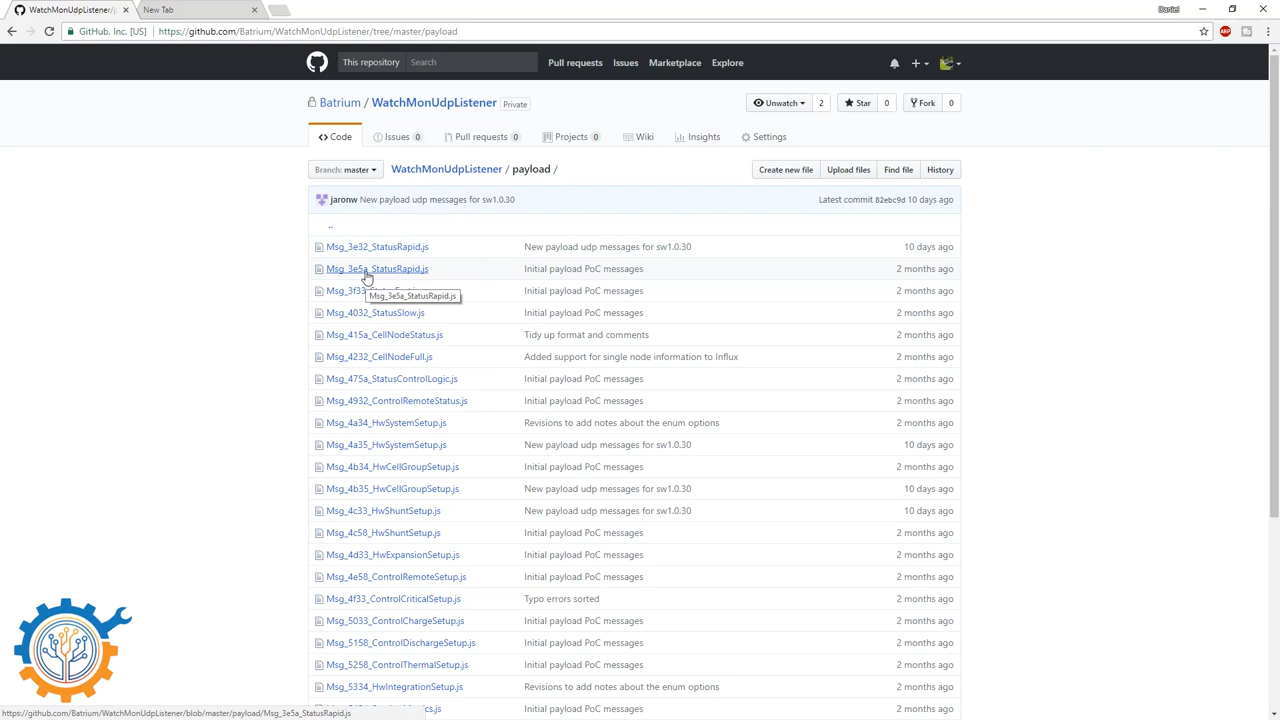 WatchMonUdpListener/p
New Tab
Daniel
GitHub, Inc. [US]
https://github.com/Batrium/WatchMonUdpListener/tree/master/payload
ABP
This repository
Search
Pull requests
Issues
Marketplace
Explore
Batrium / WatchMonUdpListener
Private
Unwatch
2
Star
0
Fork
0
<> Code
Issues 0
Pull requests 0
Projects 0
Wiki
Insights
Settings
Branch: master
WatchMonUdpListener / payload /
Create new file
Upload files
Find file
History
jaronw New payload udp messages for sw1.0.30
Latest commit 82ebc9d 10 days ago
..
Msg_3e32_StatusRapid.js New payload udp messages for sw1.0.30 10 days ago
Msg_3e5a_StatusRapid.js Initial payload PoC messages 2 months ago
Msg_3f33 Initial payload PoC messages 2 months ago
Msg_3e5a_StatusRapid.js
Msg_4032_StatusSlow.js Initial payload PoC messages 2 months ago
Msg_415a_CellNodeStatus.js Tidy up format and comments 2 months ago
Msg_4232_CellNodeFull.js Added support for single node information to Influx 2 months ago
Msg_475a_StatusControlLogic.js Initial payload PoC messages 2 months ago
Msg_4932_ControlRemoteStatus.js Initial payload PoC messages 2 months ago
Msg_4a34_HwSystemSetup.js Revisions to add notes about the enum options 2 months ago
Msg_4a35_HwSystemSetup.js New payload udp messages for sw1.0.30 10 days ago
Msg_4b34_HwCellGroupSetup.js Initial payload PoC messages 2 months ago
Msg_4b35_HwCellGroupSetup.js New payload udp messages for sw1.0.30 10 days ago
Msg_4c33_HwShuntSetup.js New payload udp messages for sw1.0.30 10 days ago
Msg_4c58_HwShuntSetup.js Initial payload PoC messages 2 months ago
Msg_4d33_HwExpansionSetup.js Initial payload PoC messages 2 months ago
Msg_4e58_ControlRemoteSetup.js Initial payload PoC messages 2 months ago
Msg_4f33_ControlCriticalSetup.js Typo errors sorted 2 months ago
Msg_5033_ControlChargeSetup.js Initial payload PoC messages 2 months ago
Msg_5158_ControlDischargeSetup.js Initial payload PoC messages 2 months ago
Msg_5258_ControlThermalSetup.js Initial payload PoC messages 2 months ago
Msg_5334_HwIntegrationSetup.js Revisions to add notes about the enum options 2 months ago
Initial payload PoC messages 2 months ago
https://github.com/Batrium/WatchMonUdpListener/blob/master/payload/Msg_3e5a_StatusRapid.js